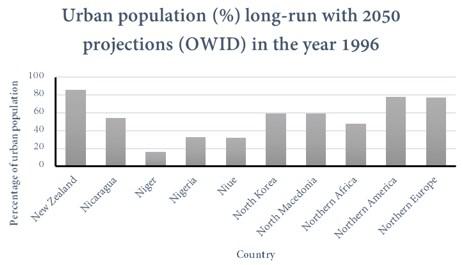 Urban population (%) long-run with 2050
projections (OWID) in the year 1996
Percentage of urban population
100
80
60
40
20
0
New Zealand
Nicaragua
Niger
Nigeria
Niue
North Korea
North Macedonia
Northern Africa
Northern America
Northern Europe
Country